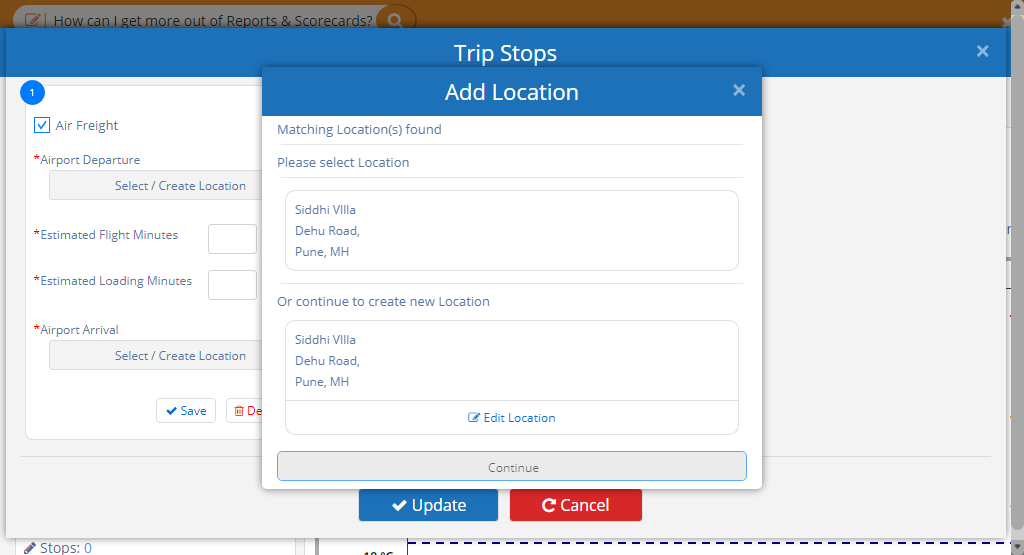 How can I get more out of Reports & Scorecards?
Trip Stops
Add Location
1
Air Freight
*Airport Departure
Select / Create Location
*Estimated Flight Minutes
*Estimated Loading Minutes
*Airport Arrival
Select / Create Location
Save
De
Matching Location(s) found
Please select Location
Siddhi VIlla
Dehu Road,
Pune, MH
Or continue to create new Location
Siddhi VIlla
Dehu Road,
Pune, MH
Edit Location
Continue
Update
Cancel
Stops: 0